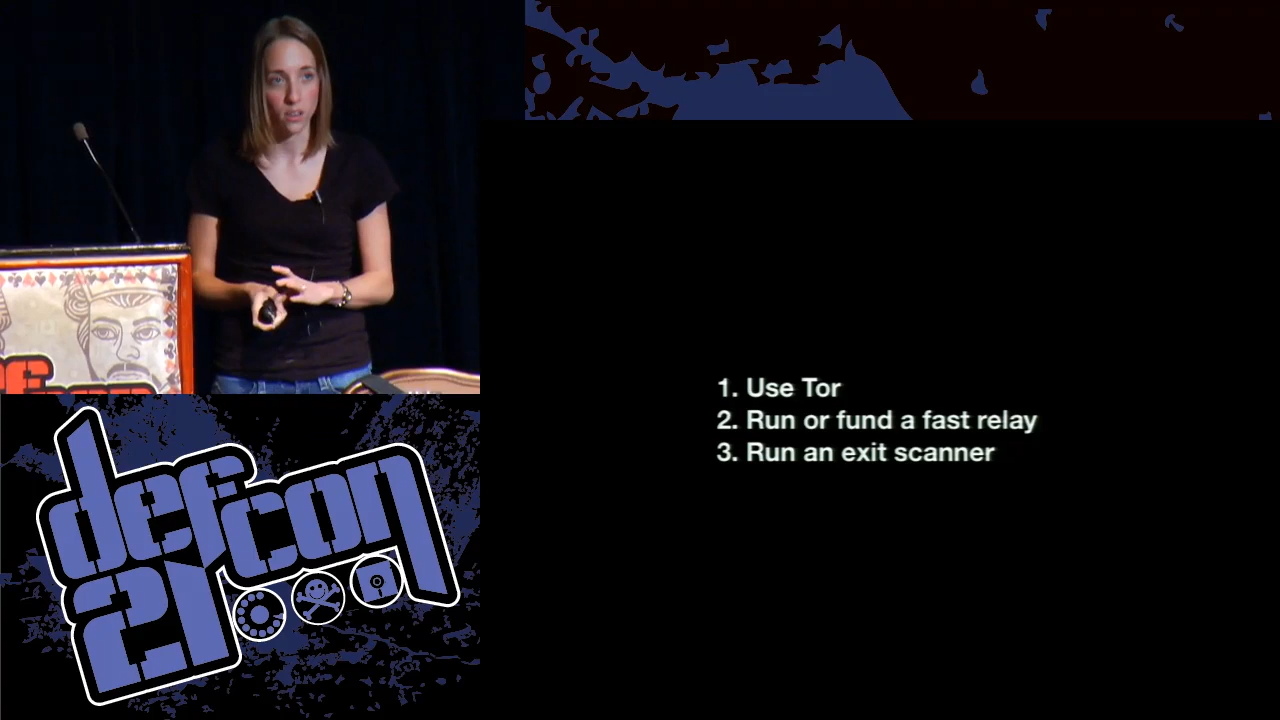 1. Use Tor
2. Run or fund a fast relay
3. Run an exit scanner
defcon
21